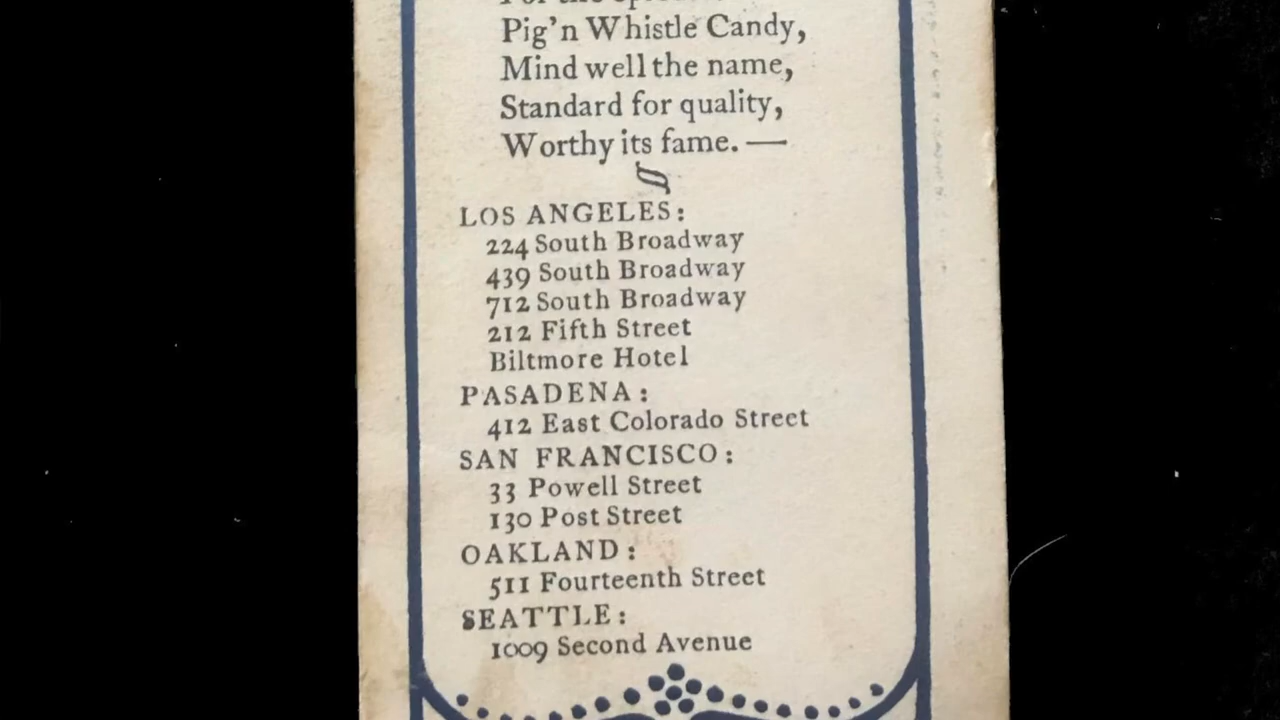 For the
Pig'n Whistle Candy,
Mind well the name,
Standard for quality,
Worthy its fame. —
LOS ANGELES:
224 South Broadway
439 South Broadway
712 South Broadway
212 Fifth Street
Biltmore Hotel
PASADENA:
412 East Colorado Street
SAN FRANCISCO:
33 Powell Street
130 Post Street
OAKLAND:
511 Fourteenth Street
SEATTLE:
1009 Second Avenue